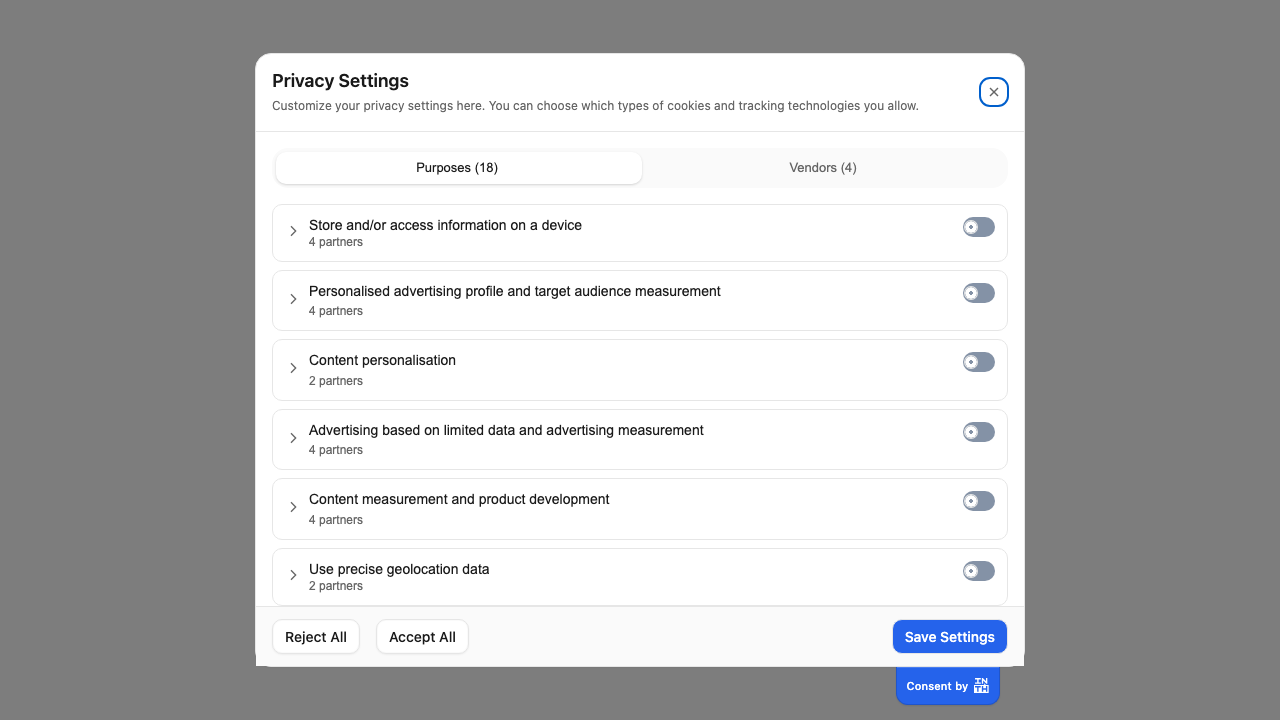 Privacy Settings
Customize your privacy settings here. You can choose which types of cookies and tracking technologies you allow.
Purposes (18)
Vendors (4)
Store and/or access information on a device
4 partners
Personalised advertising profile and target audience measurement
4 partners
Content personalisation
2 partners
Advertising based on limited data and advertising measurement
4 partners
Content measurement and product development
4 partners
Use precise geolocation data
2 partners
Reject All
Accept All
Save Settings
Consent by INTH